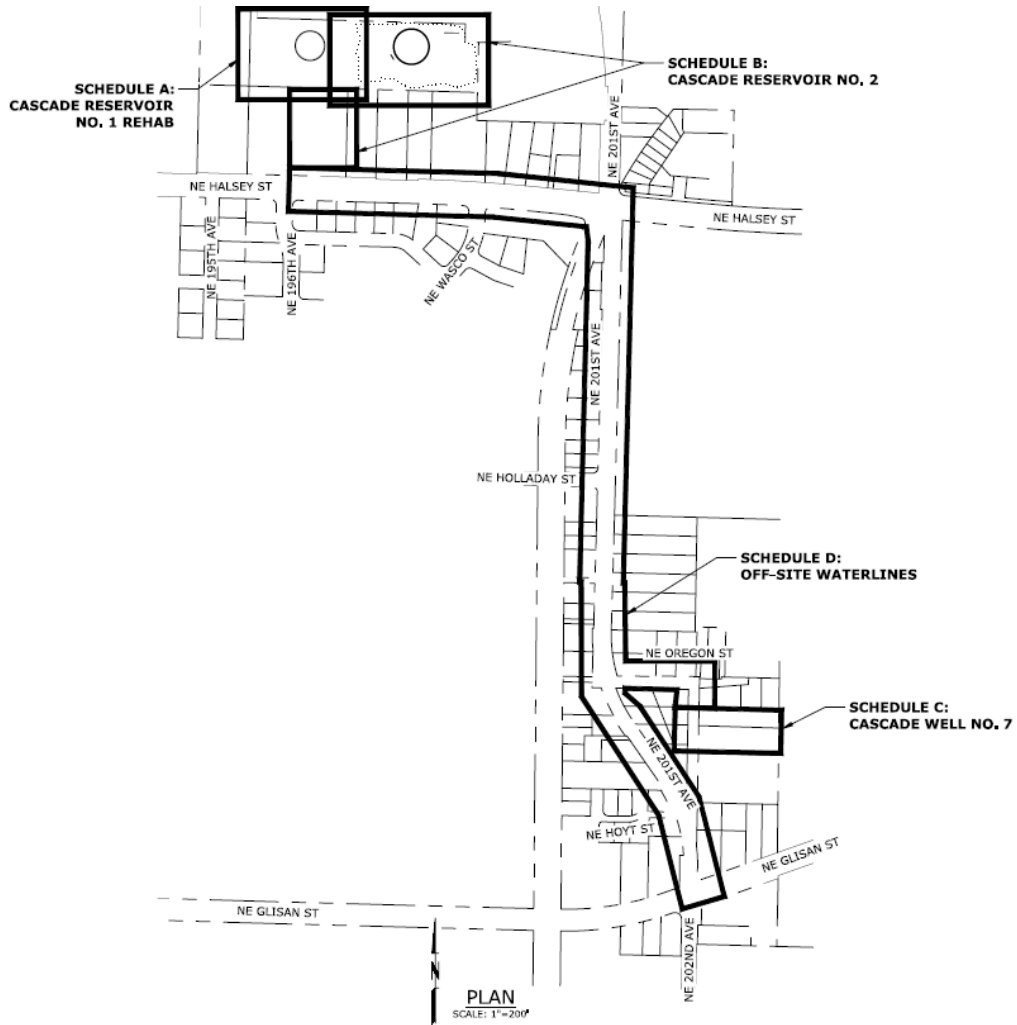 SCHEDULE A:
CASCADE RESERVOIR
NO. 1 REHAB
SCHEDULE B:
CASCADE RESERVOIR NO. 2
NE 201ST AVE
NE HALSEY ST
NE HALSEY ST
NE 195TH AVE
NE 196TH AVE
NE WASCO ST
NE 201ST AVE
NE HOLLADAY ST
SCHEDULE D:
OFF-SITE WATERLINES
NE OREGON ST
SCHEDULE C:
CASCADE WELL NO. 7
NE 201ST AVE
NE HOYT ST
NE GLISAN ST
NE GLISAN ST
NE 202ND AVE
N
PLAN
SCALE: 1"=200'